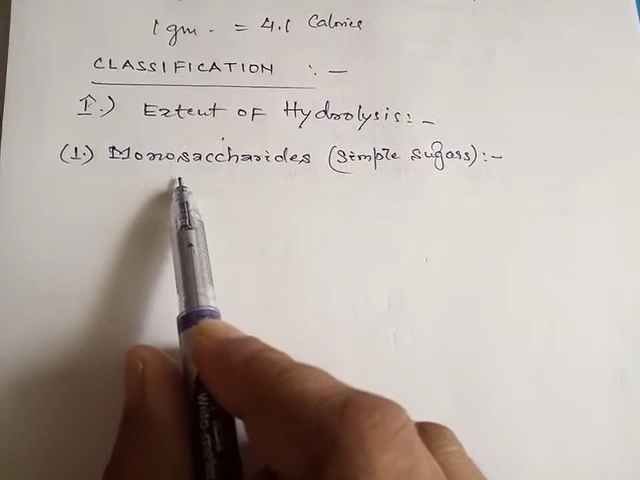 1 gm. = 4.1 Calories
CLASSIFICATION :-
I.) Extent of Hydrolysis:-
(1.) Monosaccharides (simple sugars):-